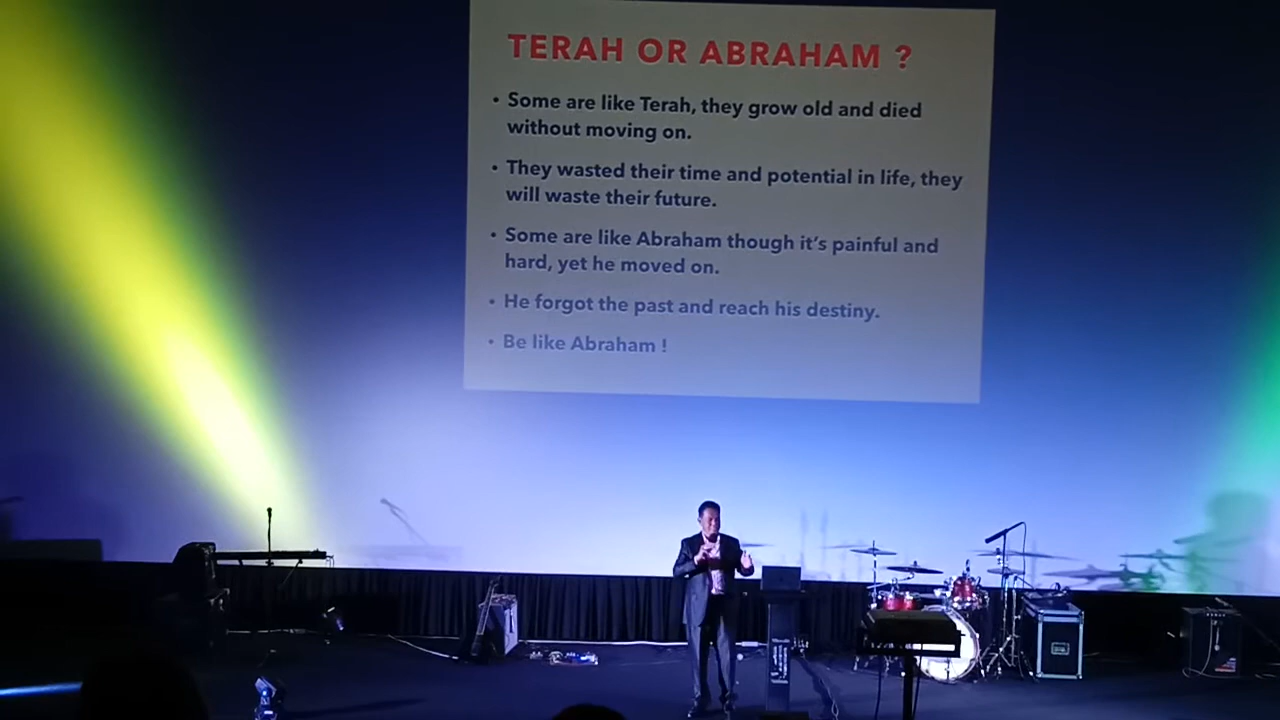 TERAH OR ABRAHAM ?
• Some are like Terah, they grow old and died
without moving on.
• They wasted their time and potential in life, they
will waste their future.
• Some are like Abraham though it's painful and
hard, yet he moved on.
• He forgot the past and reach his destiny.
• Be like Abraham !